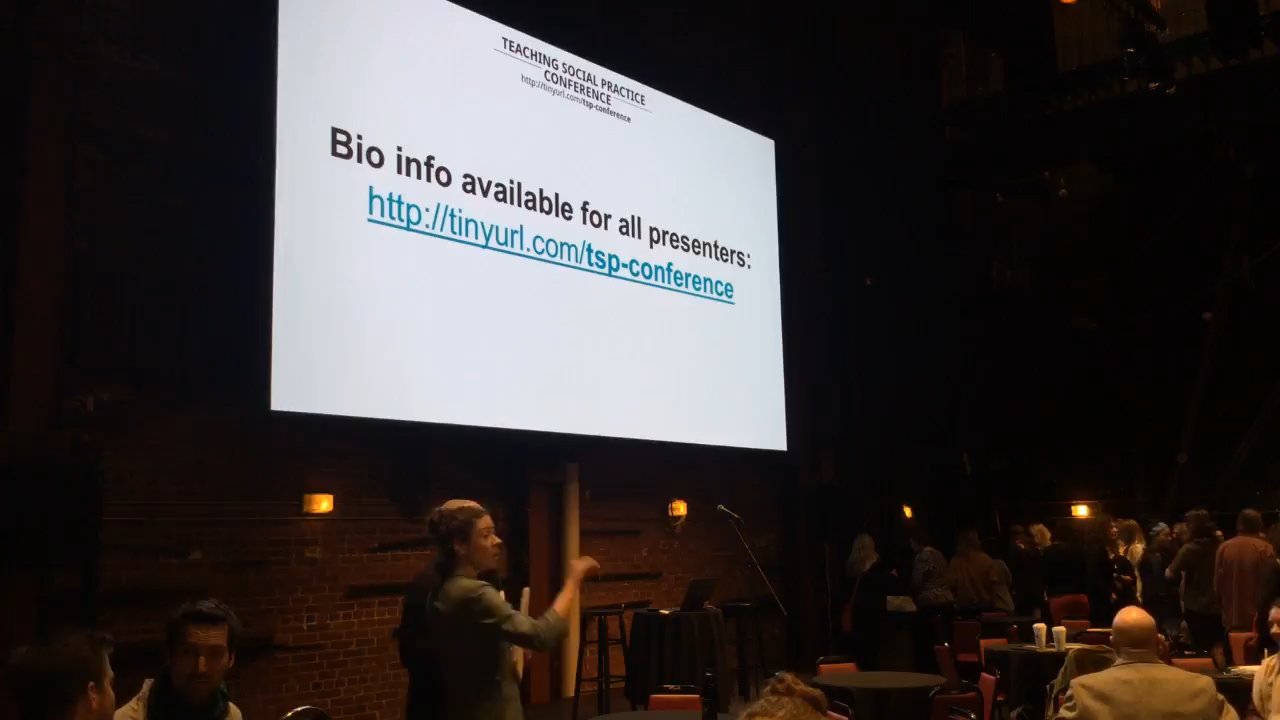 TEACHING SOCIAL PRACTICE
CONFERENCE
http://tinyurl.com/tsp-conference
Bio info available for all presenters:
http://tinyurl.com/tsp-conference